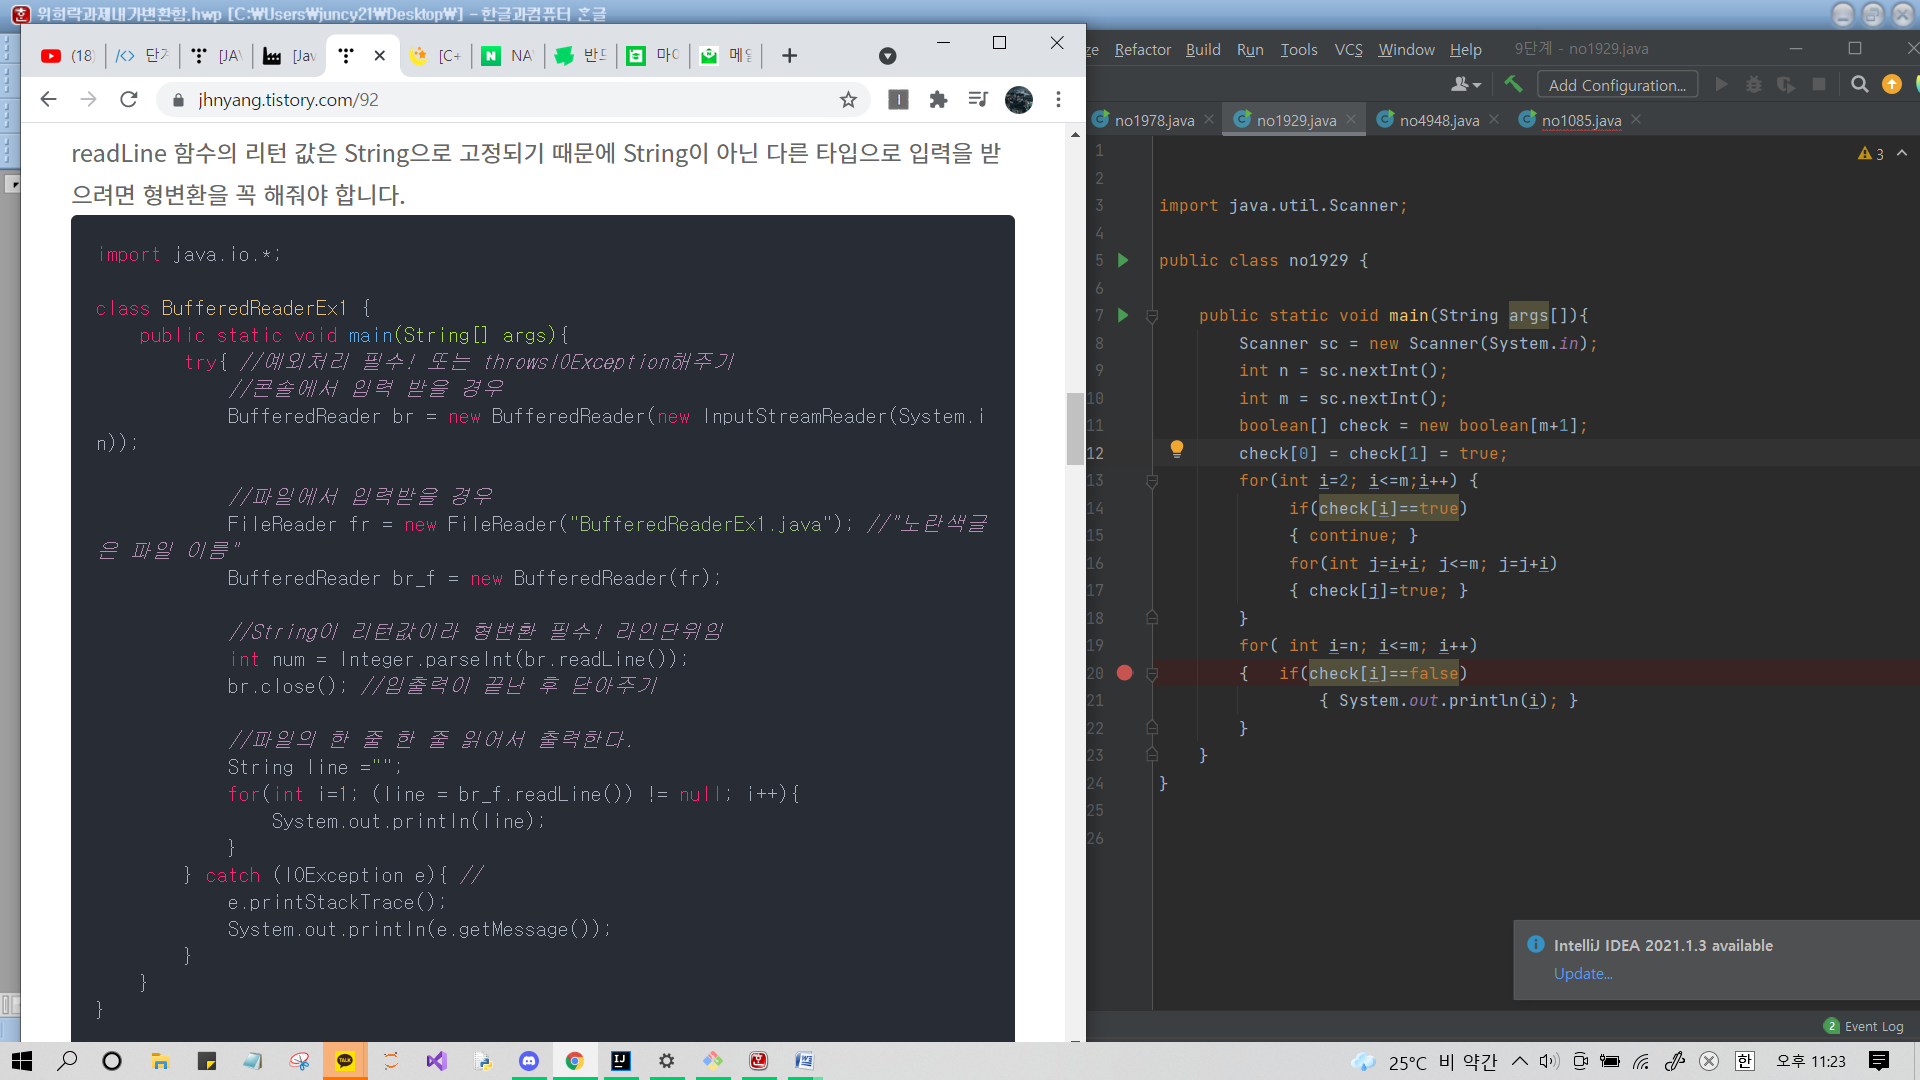 위희락과제내가변환함.hwp [C:₩Users₩juncy21₩Desktop₩] - 한글과컴퓨터 한글
(18)
단계
[JAV
[Jav
[C+
NAV
반드
마이
메일
jhnyang.tistory.com/92
readLine 함수의 리턴 값은 String으로 고정되기 때문에 String이 아닌 다른 타입으로 입력을 받
으려면 형변환을 꼭 해줘야 합니다.
import java.io.*;
class BufferedReaderEx1 {
public static void main(String[] args){
try{ //예외처리 필수! 또는 throwsIOException해주기
//콘솔에서 입력 받을 경우
BufferedReader br = new BufferedReader(new InputStreamReader(System.i
n));
//파일에서 입력받을 경우
FileReader fr = new FileReader("BufferedReaderEx1.java"); //"노란색글
은 파일 이름"
BufferedReader br_f = new BufferedReader(fr);
//String이 리턴값이라 형변환 필수! 라인단위임
int num = Integer.parseInt(br.readLine());
br.close(); //입출력이 끝난 후 닫아주기
//파일의 한 줄 한 줄 읽어서 출력한다.
String line ="";
for(int i=1; (line = br_f.readLine()) != null; i++){
System.out.println(line);
}
} catch (IOException e){ //
e.printStackTrace();
System.out.println(e.getMessage());
}
}
}
ze Refactor Build Run Tools VCS Window Help 9단계 - no1929.java
Add Configuration...
no1978.java no1929.java no4948.java no1085.java
3
1
2
3 import java.util.Scanner;
4
5 public class no1929 {
6
7 public static void main(String args[]){
8 Scanner sc = new Scanner(System.in);
9 int n = sc.nextInt();
10 int m = sc.nextInt();
11 boolean[] check = new boolean[m+1];
12 check[0] = check[1] = true;
13 for(int i=2; i<=m;i++) {
14 if(check[i]==true)
15 { continue; }
16 for(int j=i+i; j<=m; j=j+i)
17 { check[j]=true; }
18 }
19 for( int i=n; i<=m; i++)
20 { if(check[i]==false)
21 { System.out.println(i); }
22 }
23 }
24 }
25
26
IntelliJ IDEA 2021.1.3 available
Update...
2 Event Log
25°C 비 약간
한
오후 11:23